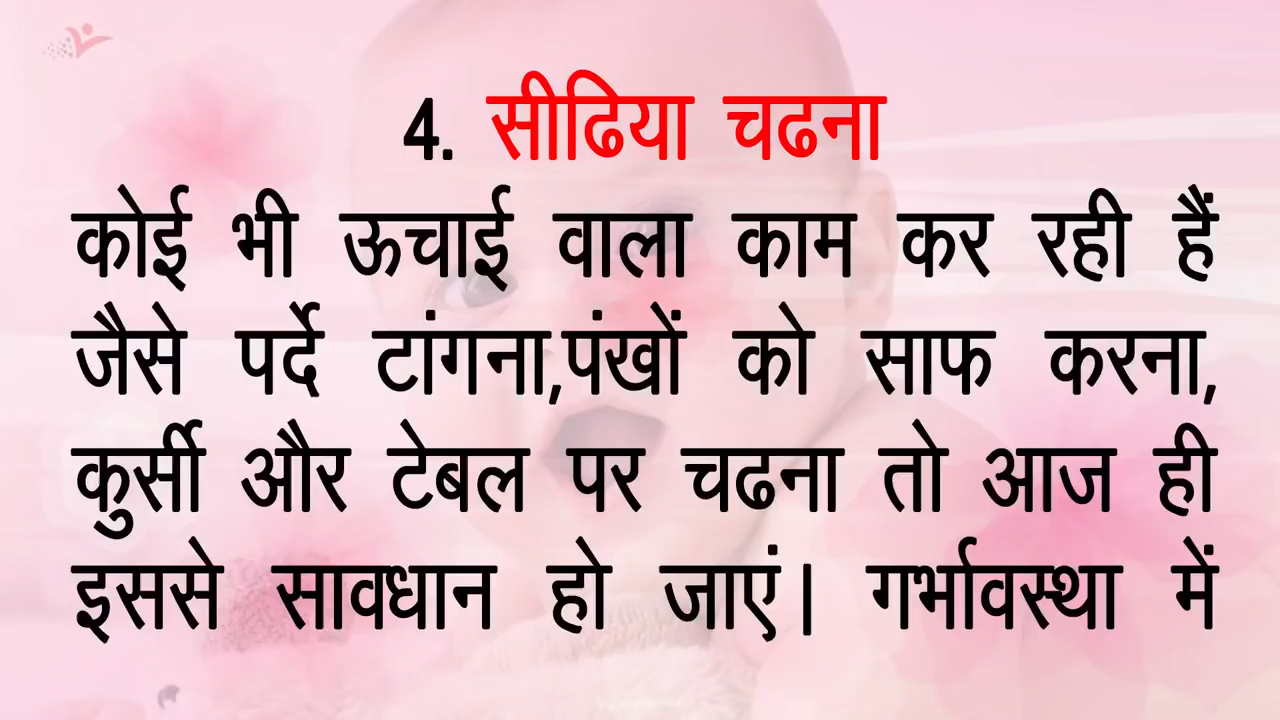 4. सीढिया चढना
कोई भी ऊचाई वाला काम कर रही हैं
जैसे पर्दे टांगना,पंखों को साफ करना,
कुर्सी और टेबल पर चढना तो आज ही
इससे सावधान हो जाएं| गर्भावस्था में